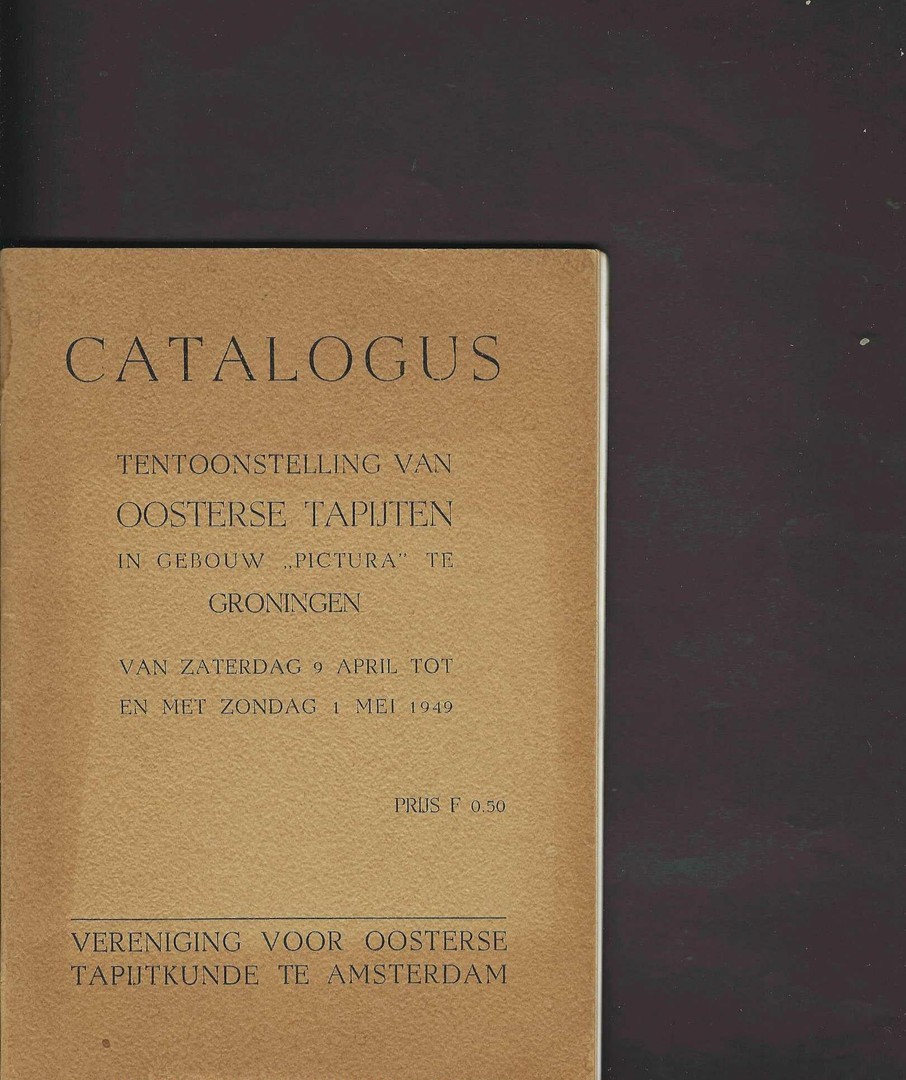 CATALOGUS
TENTOONSTELLING VAN
OOSTERSE TAPIJTEN
IN GEBOUW „PICTURA” TE
GRONINGEN
VAN ZATERDAG 9 APRIL TOT
EN MET ZONDAG 1 MEI 1949
PRIJS F 0.50
VERENIGING VOOR OOSTERSE
TAPIJTKUNDE TE AMSTERDAM